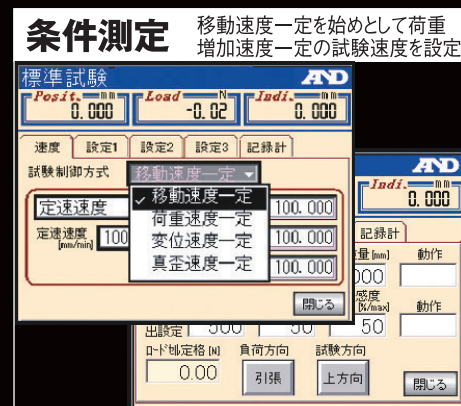 条件測定
移動速度一定を始めとして荷重
増加速度一定の試験速度を設定
標準試験
AND
Posit. mm
0.000
Load N
-0.02
Indi. mm
0.000
速度 設定1 設定2 設定3 記録計
試験制御方式 移動速度一定
✓ 移動速度一定
荷重速度一定
変位速度一定
真歪速度一定
定速速度 100.000
定速速度 [mm/min] 100 100.000
100.000
閉じる
AND
Indi. mm
0.000
記録計
量[mm] 動作
000
感度 [%/max] 動作
出設定 500 50 50
ロードセル定格[N] 負荷方向 試験方向
0.00 引張 上方向 閉じる